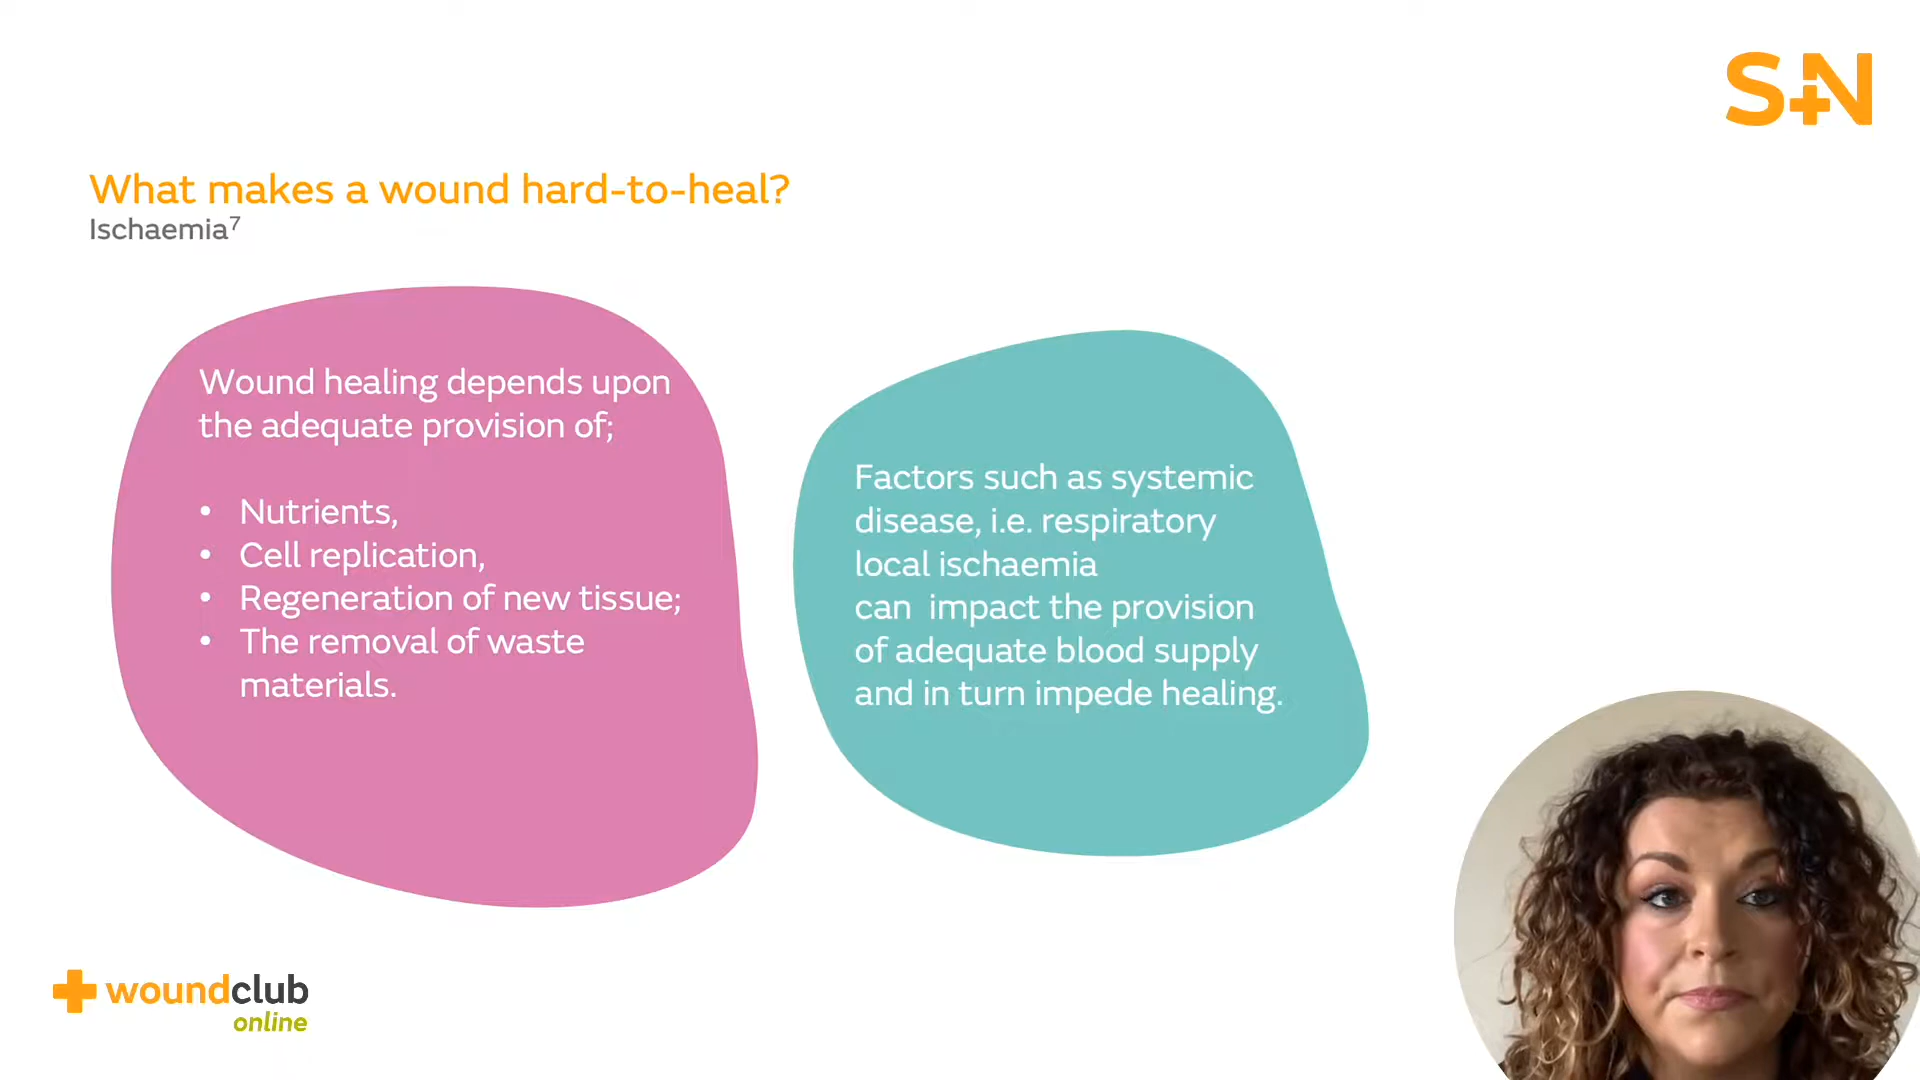 S+N
What makes a wound hard-to-heal?
Ischaemia⁷
Wound healing depends upon
the adequate provision of;
• Nutrients,
• Cell replication,
• Regeneration of new tissue;
• The removal of waste
materials.
Factors such as systemic
disease, i.e. respiratory
local ischaemia
can  impact the provision
of adequate blood supply
and in turn impede healing.
woundclub
online